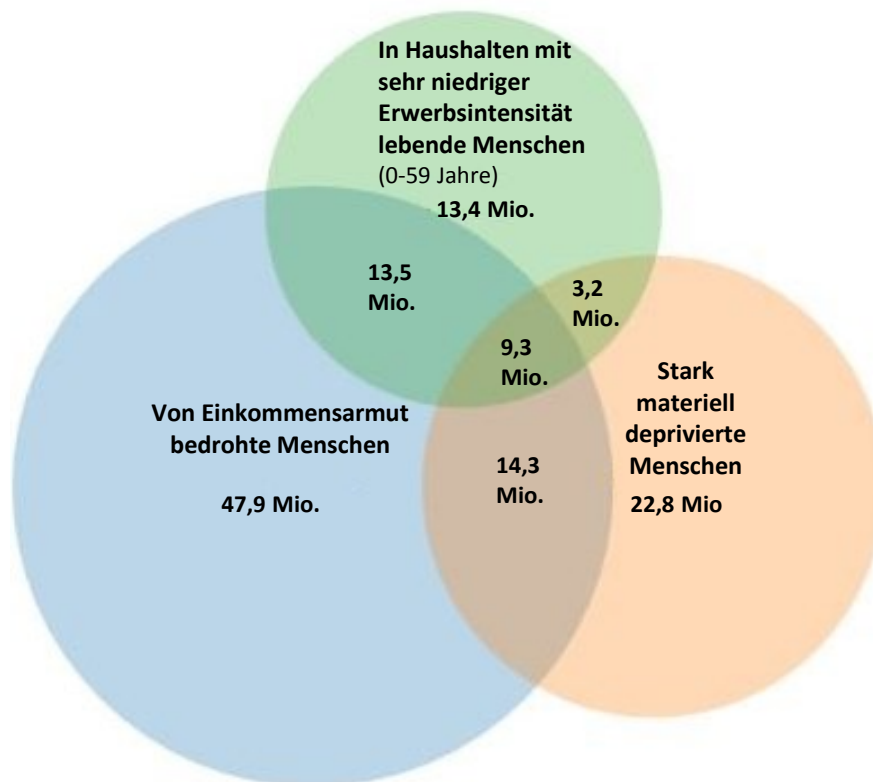 In Haushalten mit
sehr niedriger
Erwerbsintensität
lebende Menschen
(0-59 Jahre)
13,4 Mio.
13,5
Mio.
3,2
Mio.
9,3
Mio.
Von Einkommensarmut
bedrohte Menschen
47,9 Mio.
14,3
Mio.
Stark
materiell
deprivierte
Menschen
22,8 Mio